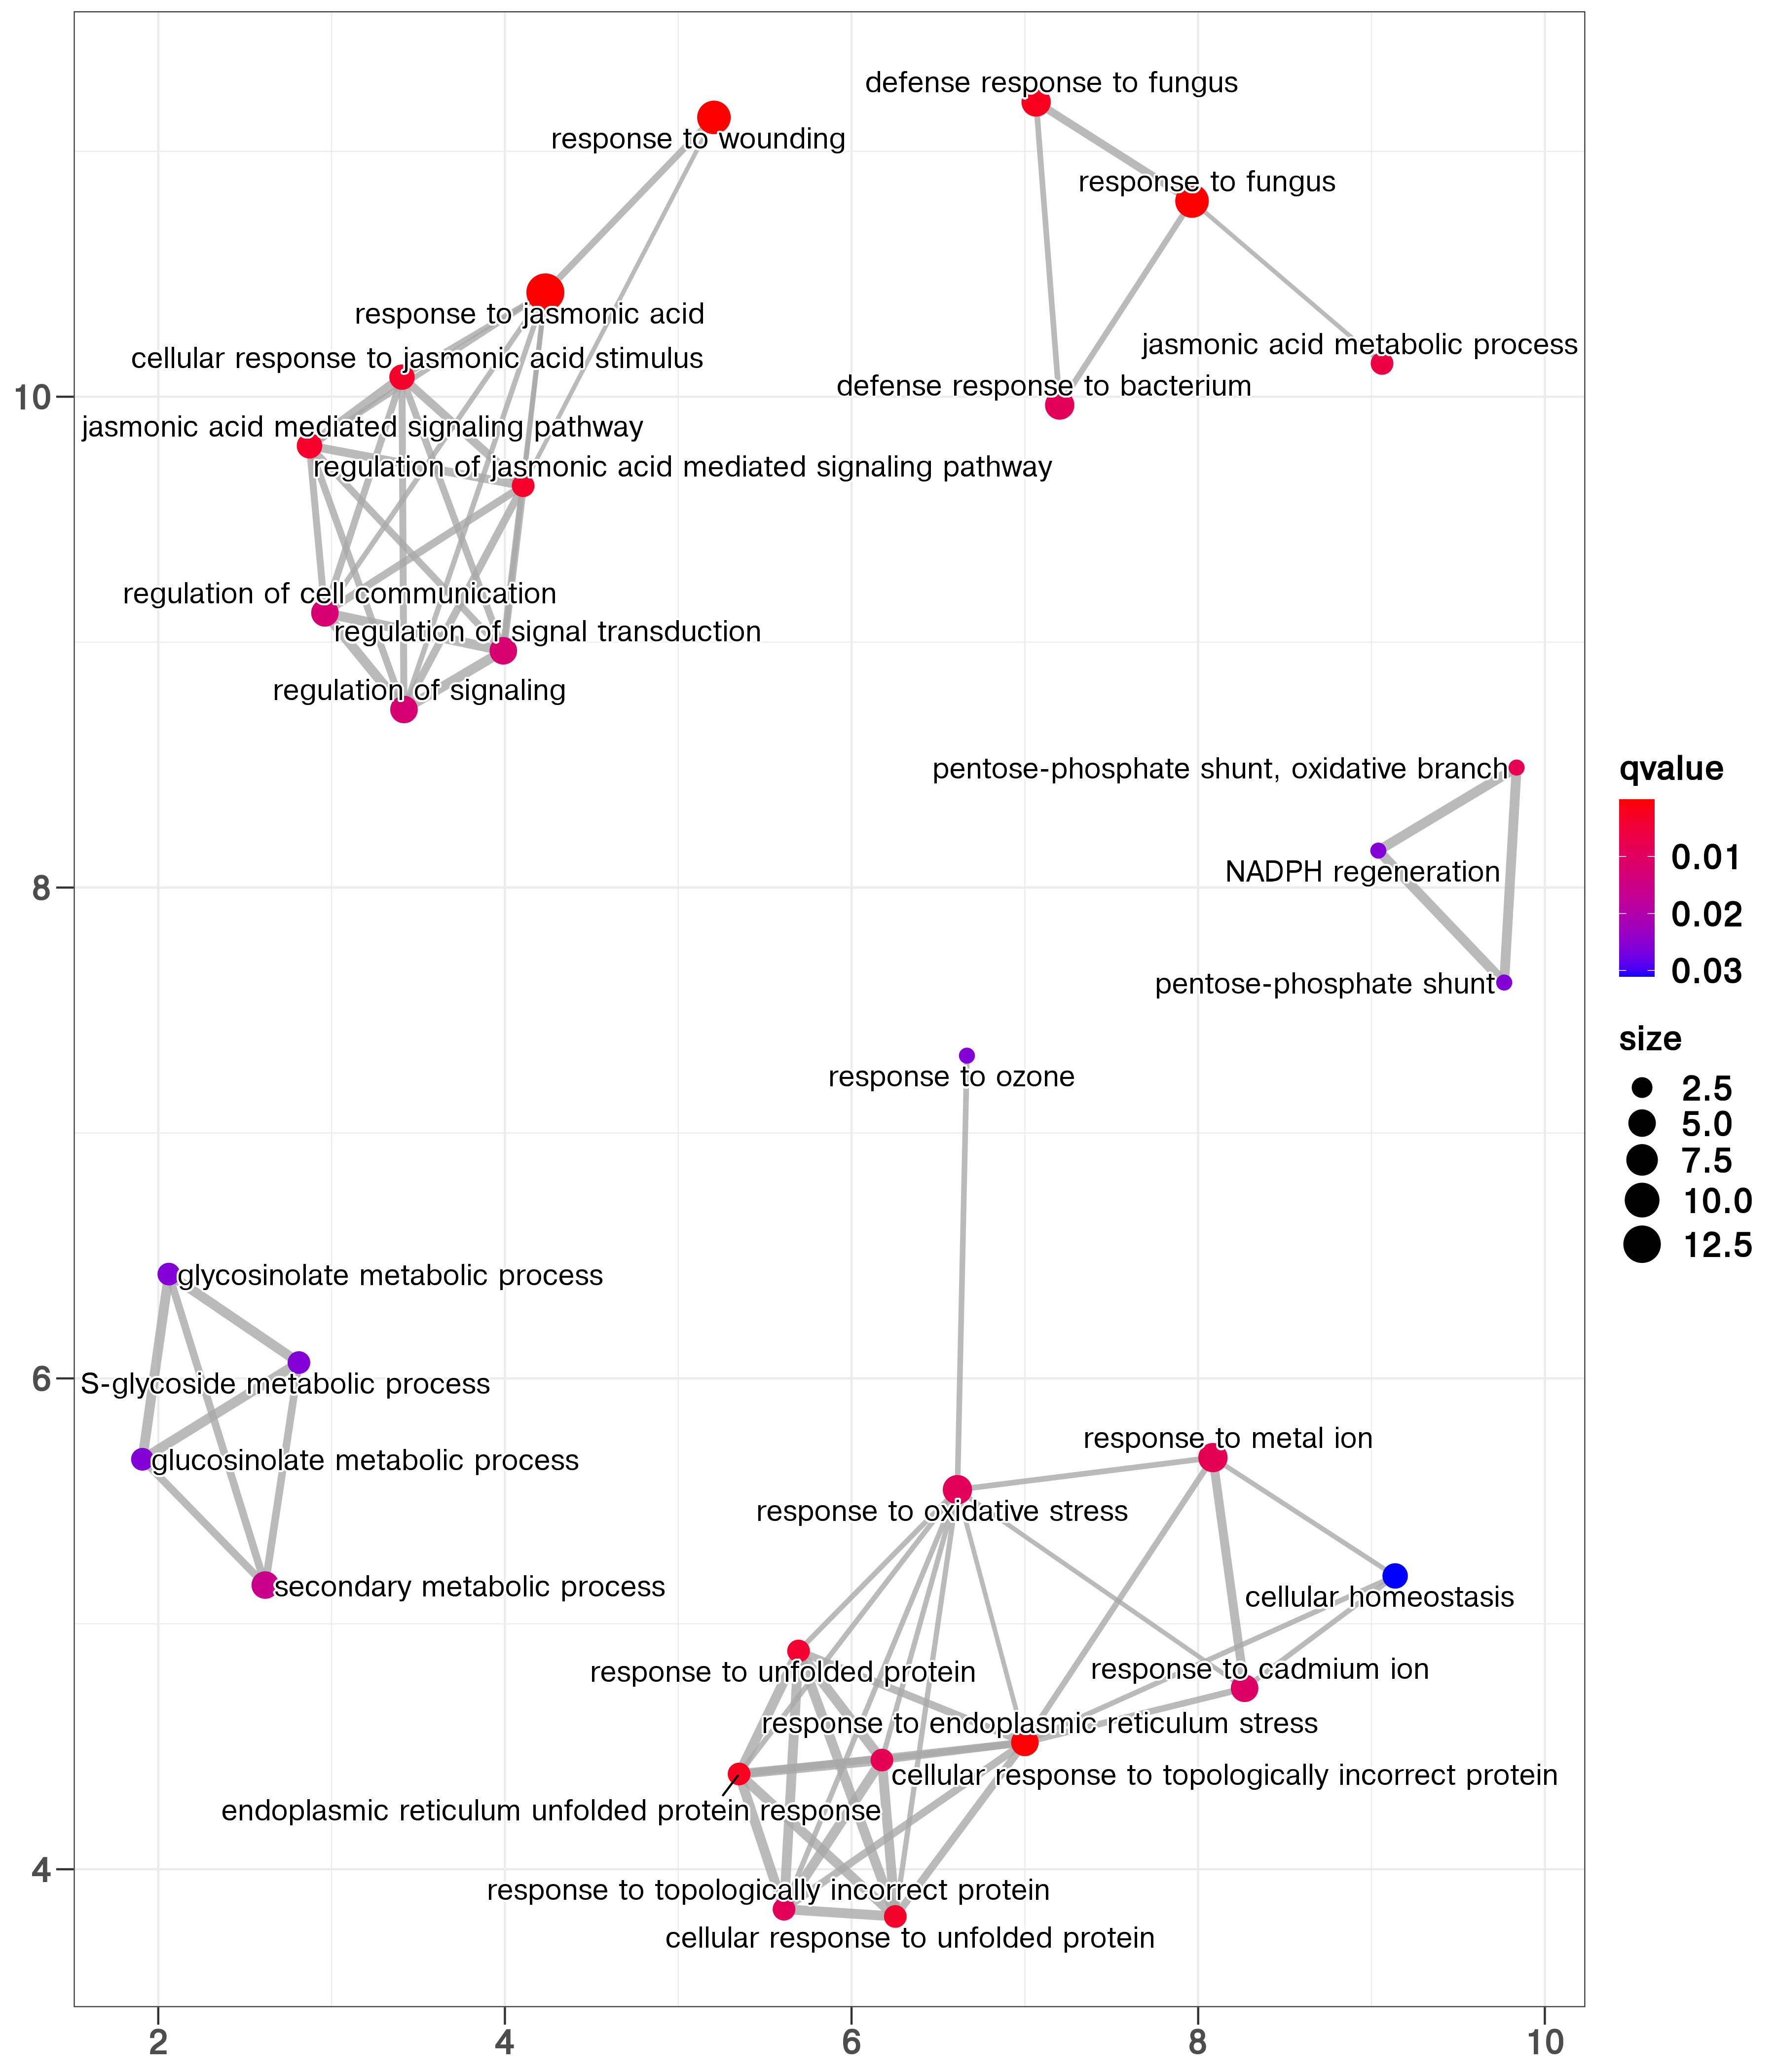 defense response to fungus
response to wounding
response to fungus
response to jasmonic acid
jasmonic acid metabolic process
cellular response to jasmonic acid stimulus
defense response to bacterium
10
jasmonic acid mediated signaling pathway
regulation of jasmonic acid mediated signaling pathway
regulation of cell communication
regulation of signal transduction
regulation of signaling
pentose-phosphate shunt, oxidative branch
NADPH regeneration
8
pentose-phosphate shunt
response to ozone
glycosinolate metabolic process
6
S-glycoside metabolic process
response to metal ion
glucosinolate metabolic process
response to oxidative stress
secondary metabolic process
cellular homeostasis
response to unfolded protein
response to cadmium ion
response to endoplasmic reticulum stress
cellular response to topologically incorrect protein
endoplasmic reticulum unfolded protein response
4
response to topologically incorrect protein
cellular response to unfolded protein
2 4 6 8 10
qvalue
0.01
0.02
0.03
size
2.5
5.0
7.5
10.0
12.5